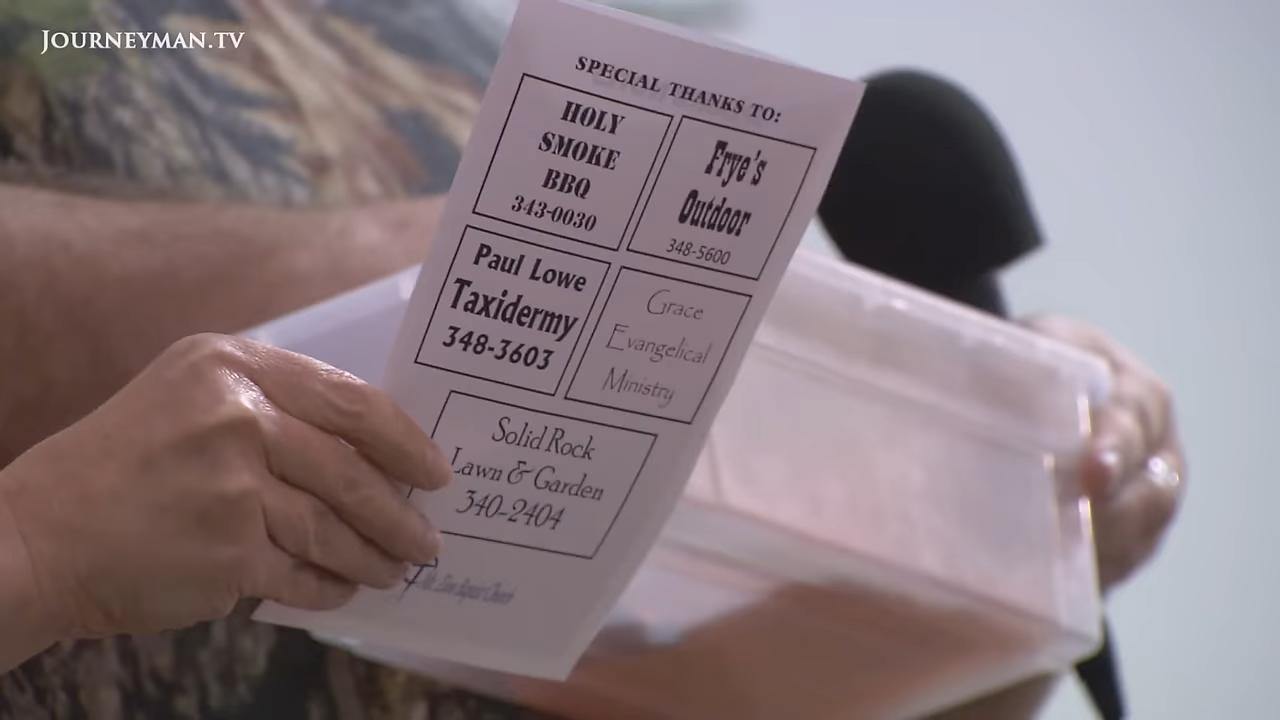 JOURNEYMAN.TV
SPECIAL THANKS TO:
HOLY
SMOKE
BBQ
343-0030
Frye's
Outdoor
348-5600
Paul Lowe
Taxidermy
348-3603
Grace
Evangelical
Ministry
Solid Rock
Lawn & Garden
340-2404
Church